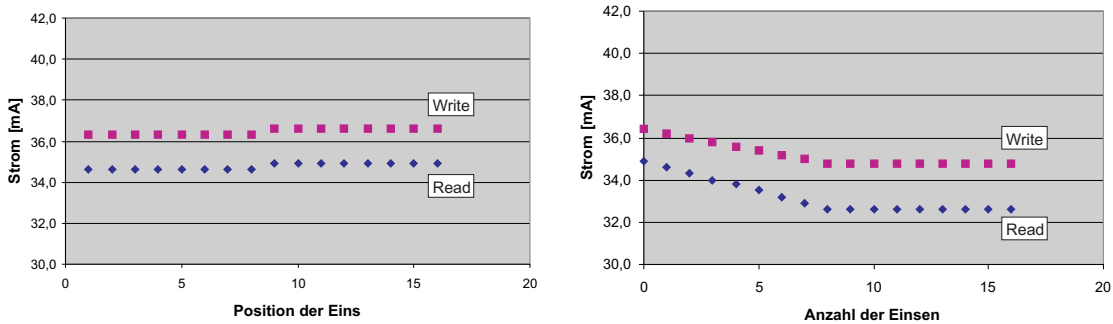 42,0
40,0
38,0
36,0
34,0
32,0
30,0
Strom [mA]
Write
Read
0 5 10 15 20
Position der Eins
42,0
40,0
38,0
36,0
34,0
32,0
30,0
Strom [mA]
Write
Read
0 5 10 15 20
Anzahl der Einsen